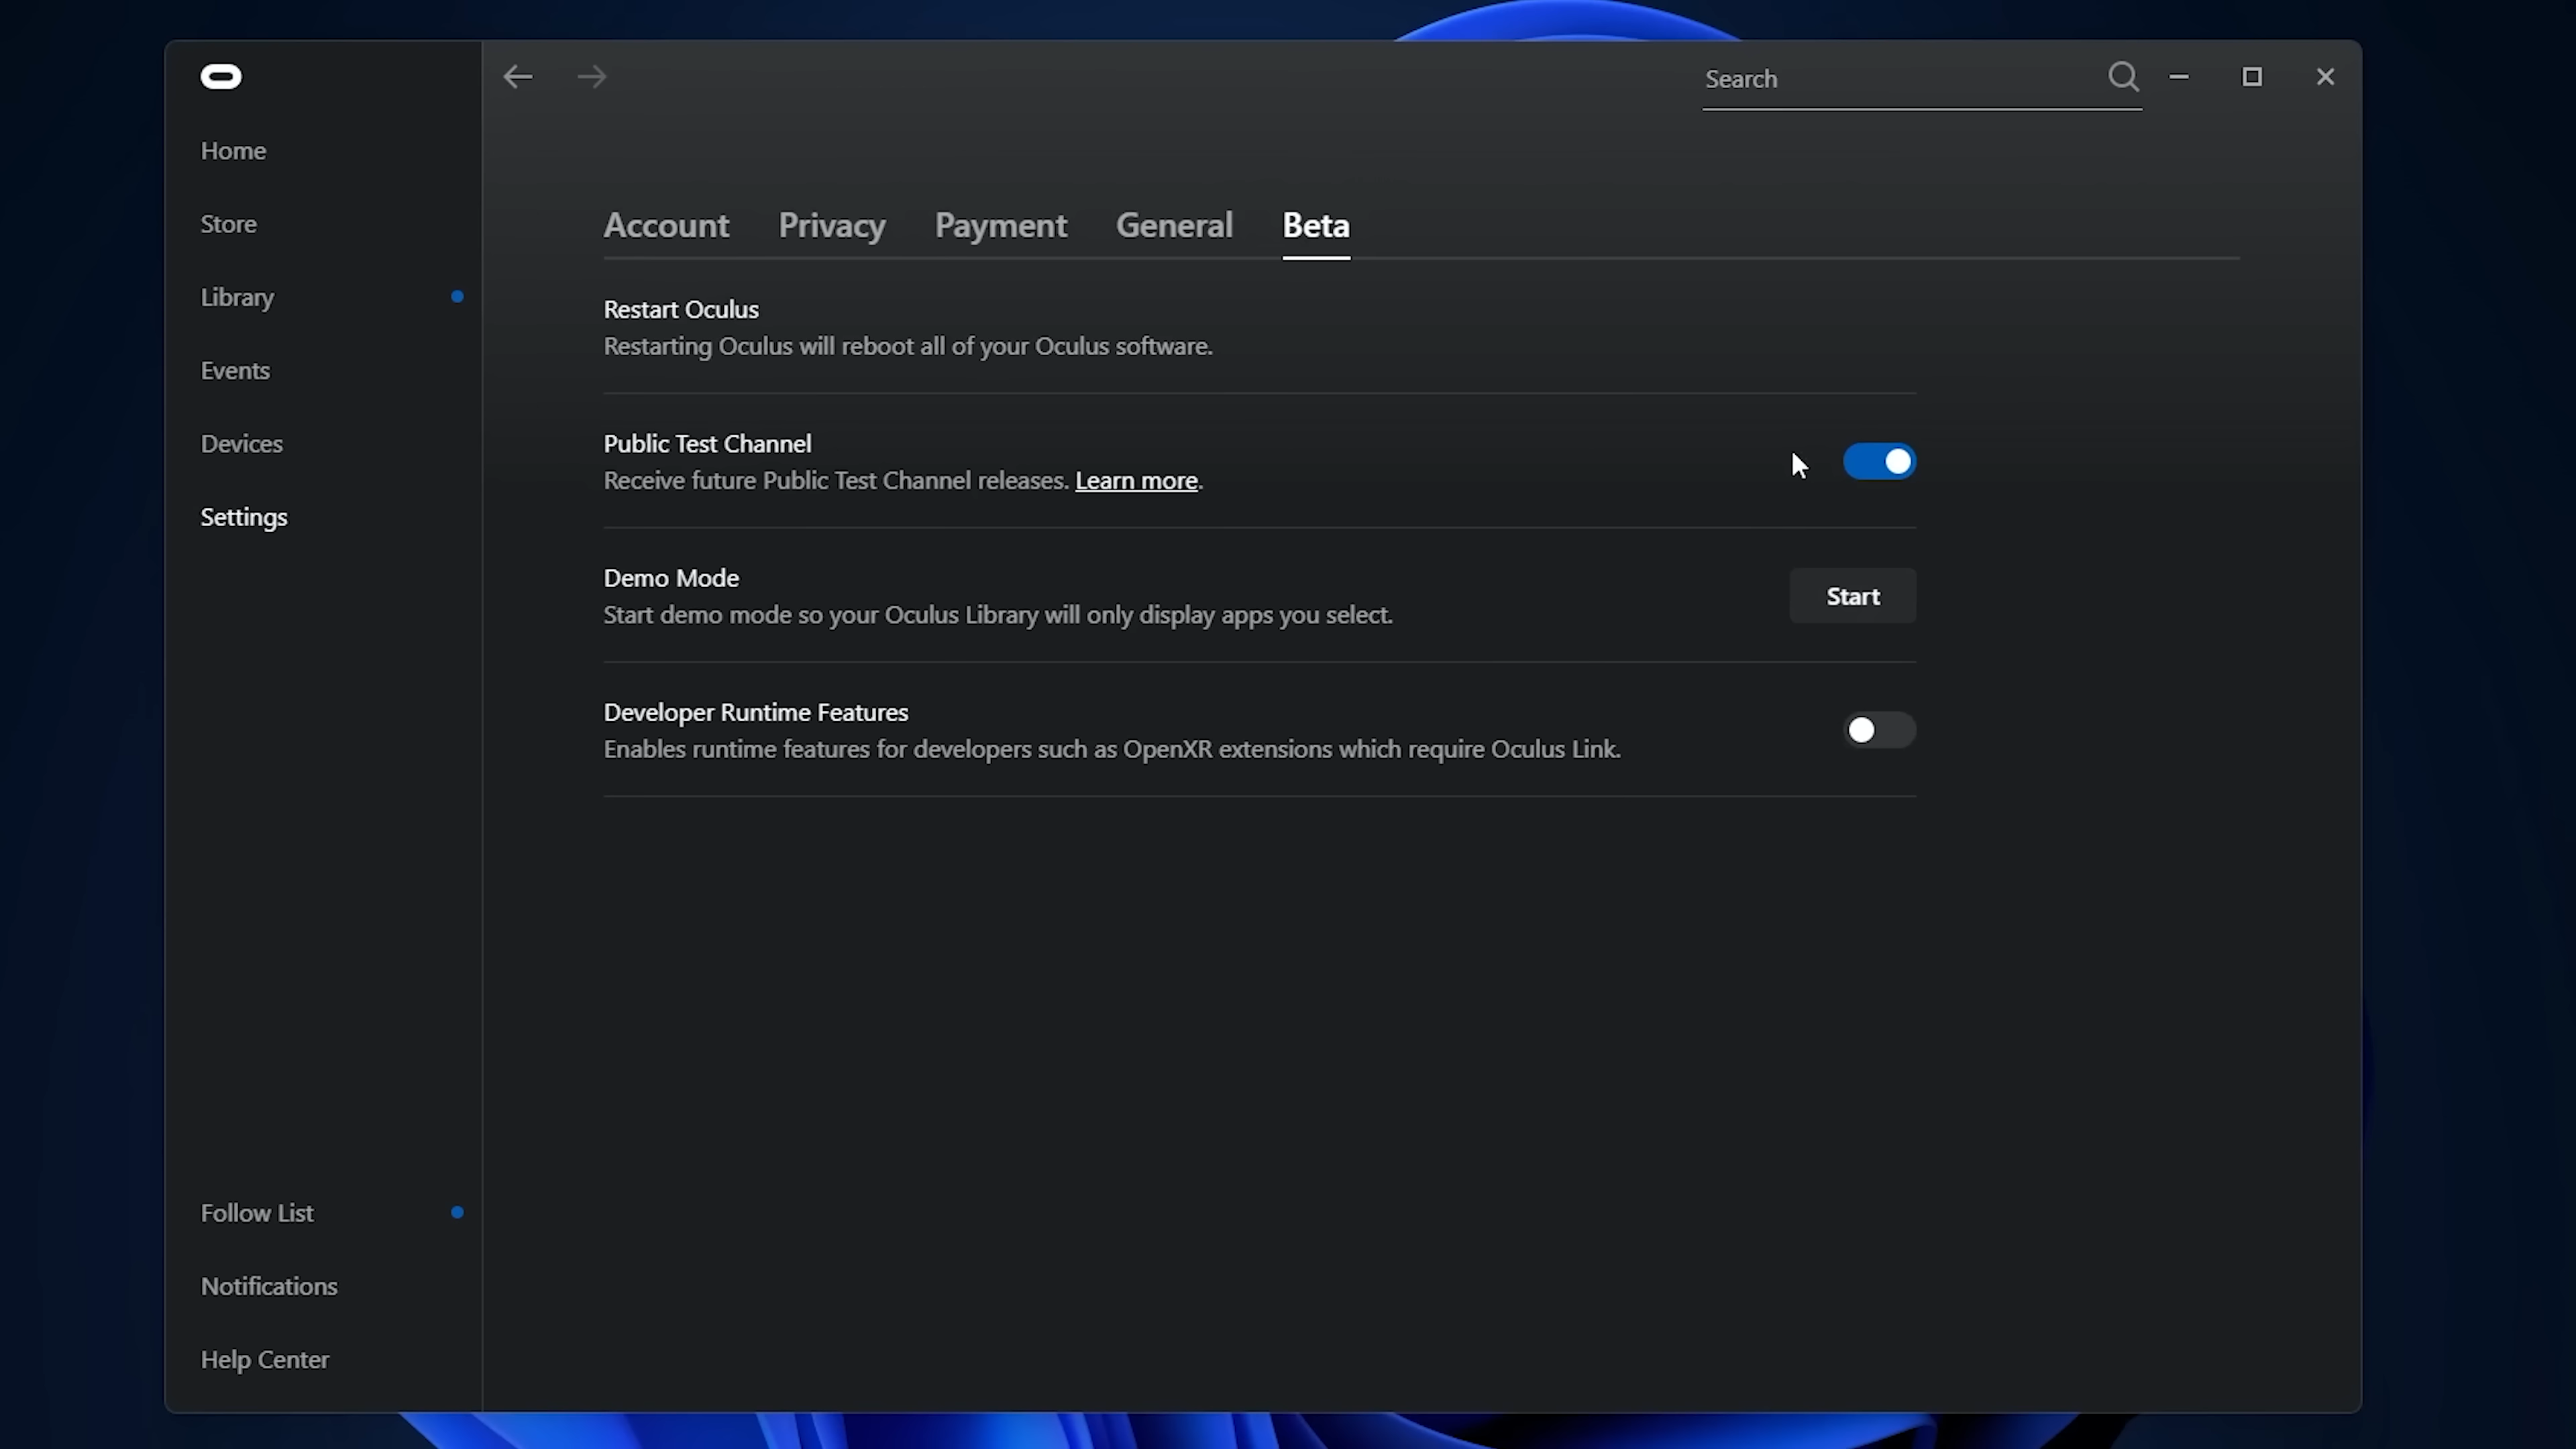 Search
Home
Store
Library
Events
Devices
Settings
Follow List
Notifications
Help Center
Account Privacy Payment General Beta
Restart Oculus
Restarting Oculus will reboot all of your Oculus software.
Public Test Channel
Receive future Public Test Channel releases. Learn more.
Demo Mode
Start demo mode so your Oculus Library will only display apps you select.
Start
Developer Runtime Features
Enables runtime features for developers such as OpenXR extensions which require Oculus Link.